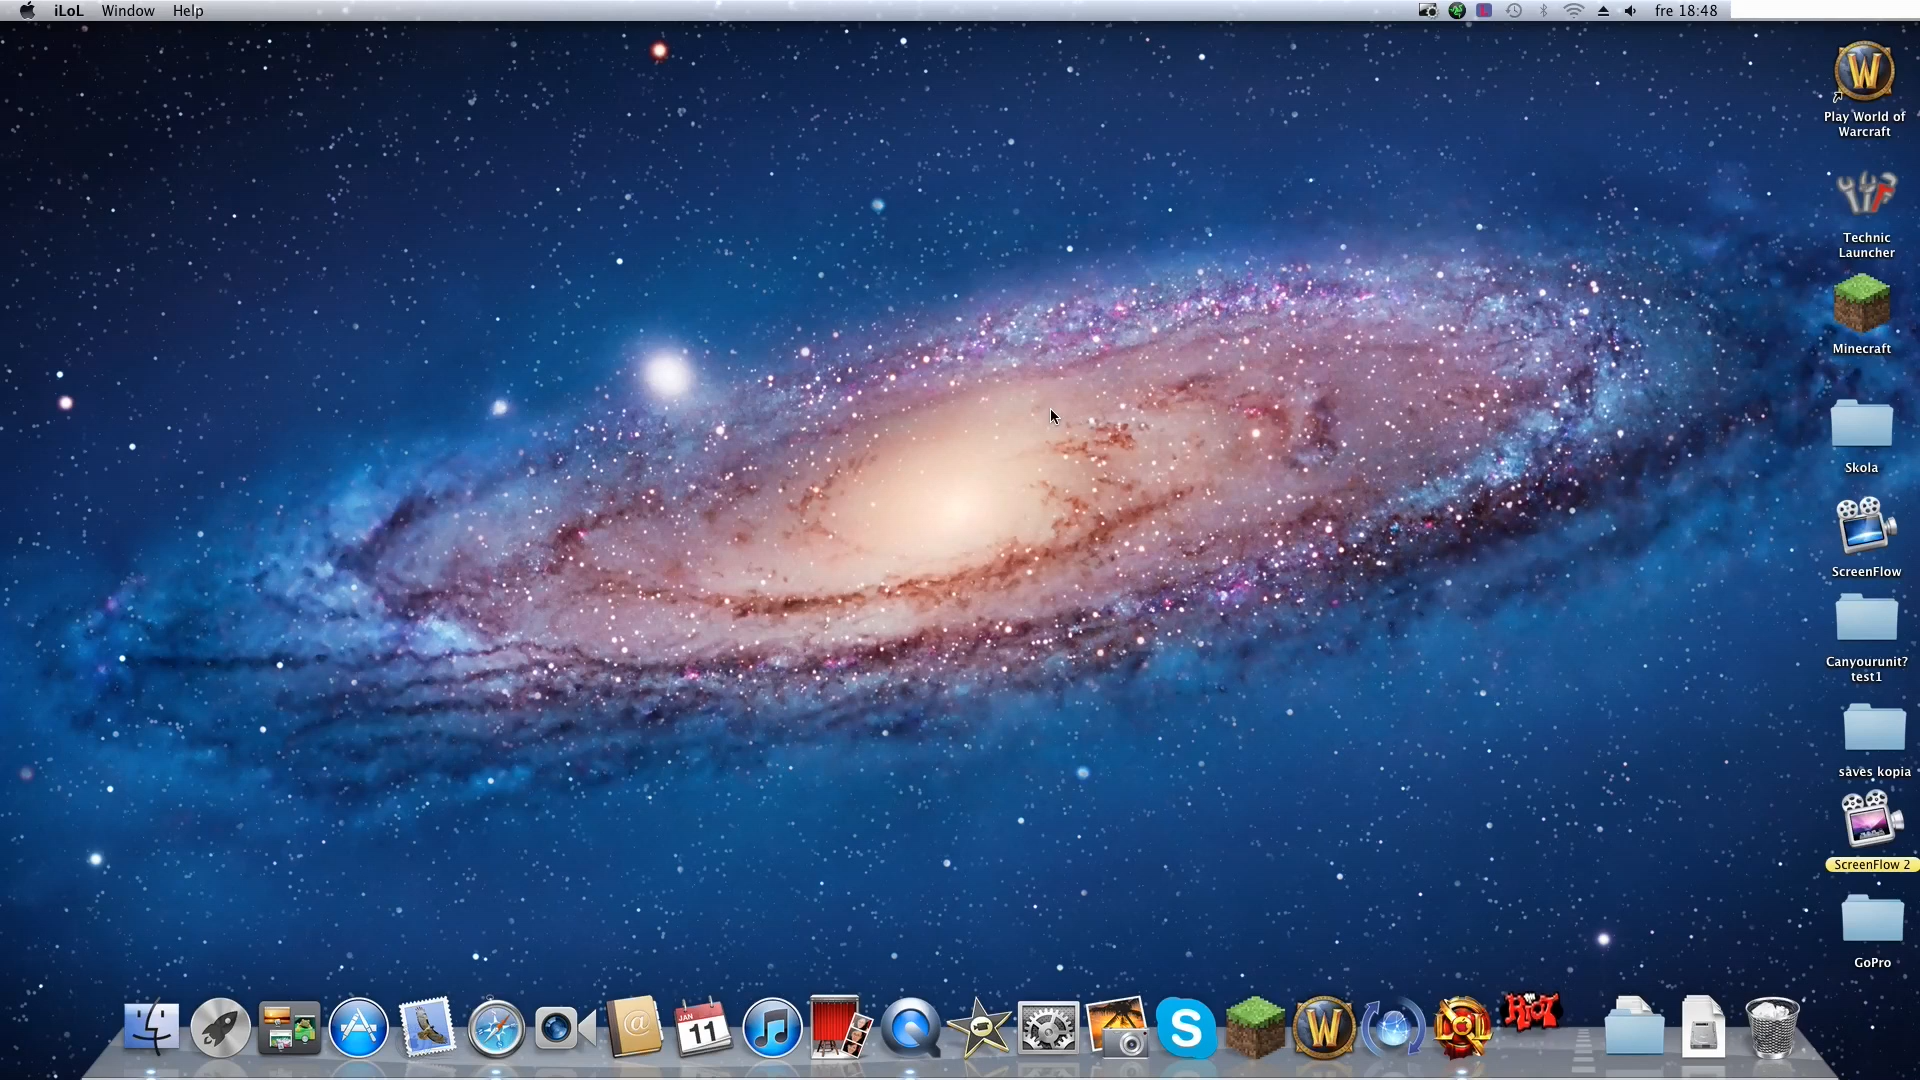 iLoL Window Help
fre 18:48
Play World of
Warcraft
Technic
Launcher
Minecraft
Skola
ScreenFlow
Canyourunit?
test1
saves kopia
ScreenFlow 2
GoPro
JAN
11
RIOT